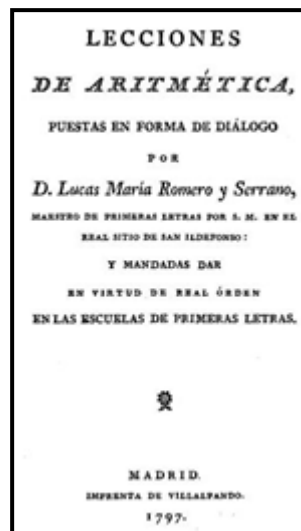 LECCIONES
DE ARITMÉTICA,
PUESTAS EN FORMA DE DIÁLOGO
POR
D. Lucas María Romero y Serrano,
MAESTRO DE PRIMERAS LETRAS POR S. M. EN EL
REAL SITIO DE SAN ILDEFONSO:
Y MANDADAS DAR
EN VIRTUD DE REAL ÓRDEN
EN LAS ESCUELAS DE PRIMERAS LETRAS.
MADRID.
IMPRENTA DE VILLALPANDO.
1797.